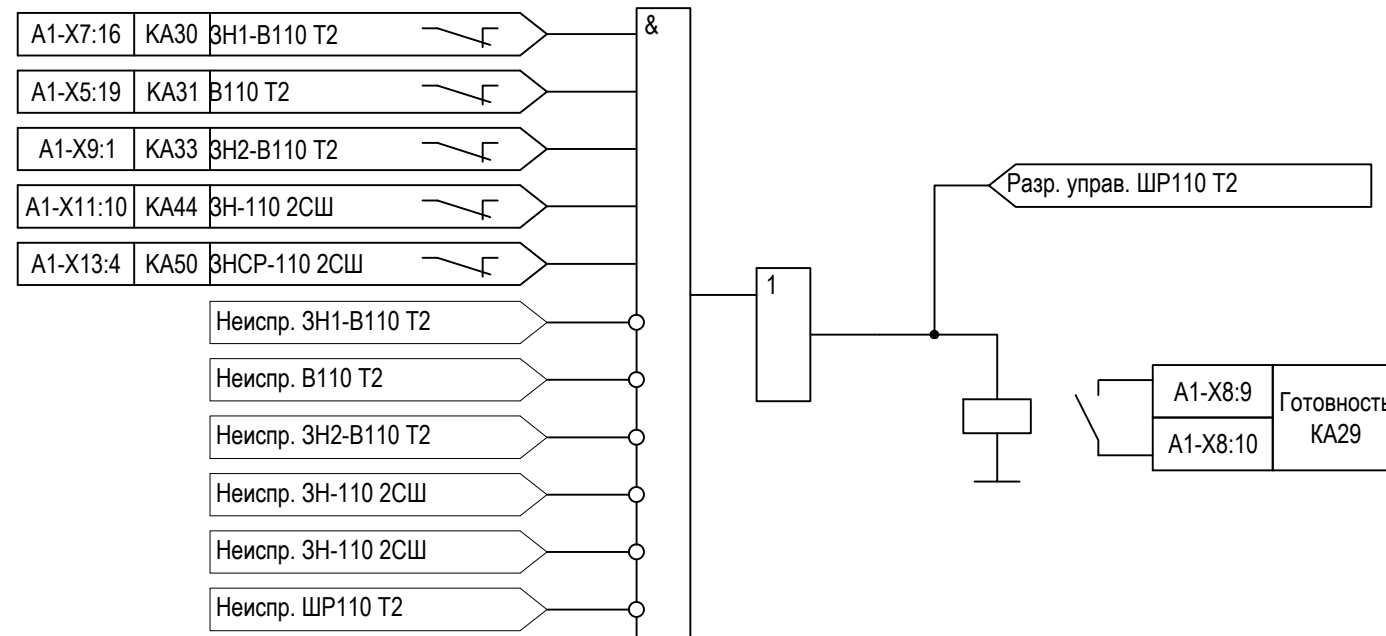 A1-X7:16 KA30 ЗН1-В110 Т2
&
A1-X5:19 KA31 В110 Т2
A1-X9:1 KA33 ЗН2-В110 Т2
Разр. управ. ШР110 Т2
A1-X11:10 KA44 ЗН-110 2СШ
A1-X13:4 KA50 ЗНСР-110 2СШ
1
Неиспр. ЗН1-В110 Т2
Неиспр. В110 Т2
A1-X8:9
Готовность
KA29
A1-X8:10
Неиспр. ЗН2-В110 Т2
Неиспр. ЗН-110 2СШ
Неиспр. ЗН-110 2СШ
Неиспр. ШР110 Т2